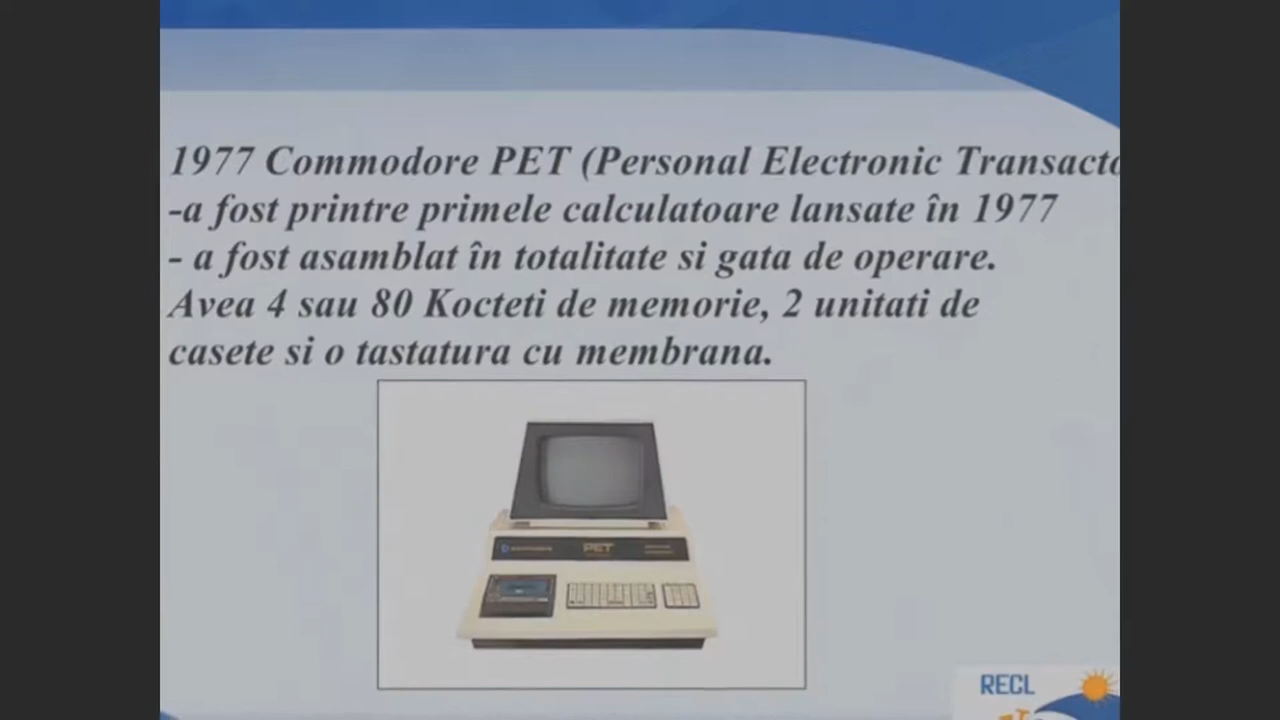 1977 Commodore PET (Personal Electronic Transacto
-a fost printre primele calculatoare lansate în 1977
- a fost asamblat în totalitate si gata de operare.
Avea 4 sau 80 Kocteti de memorie, 2 unitati de
casete si o tastatura cu membrana.
PET
RECL